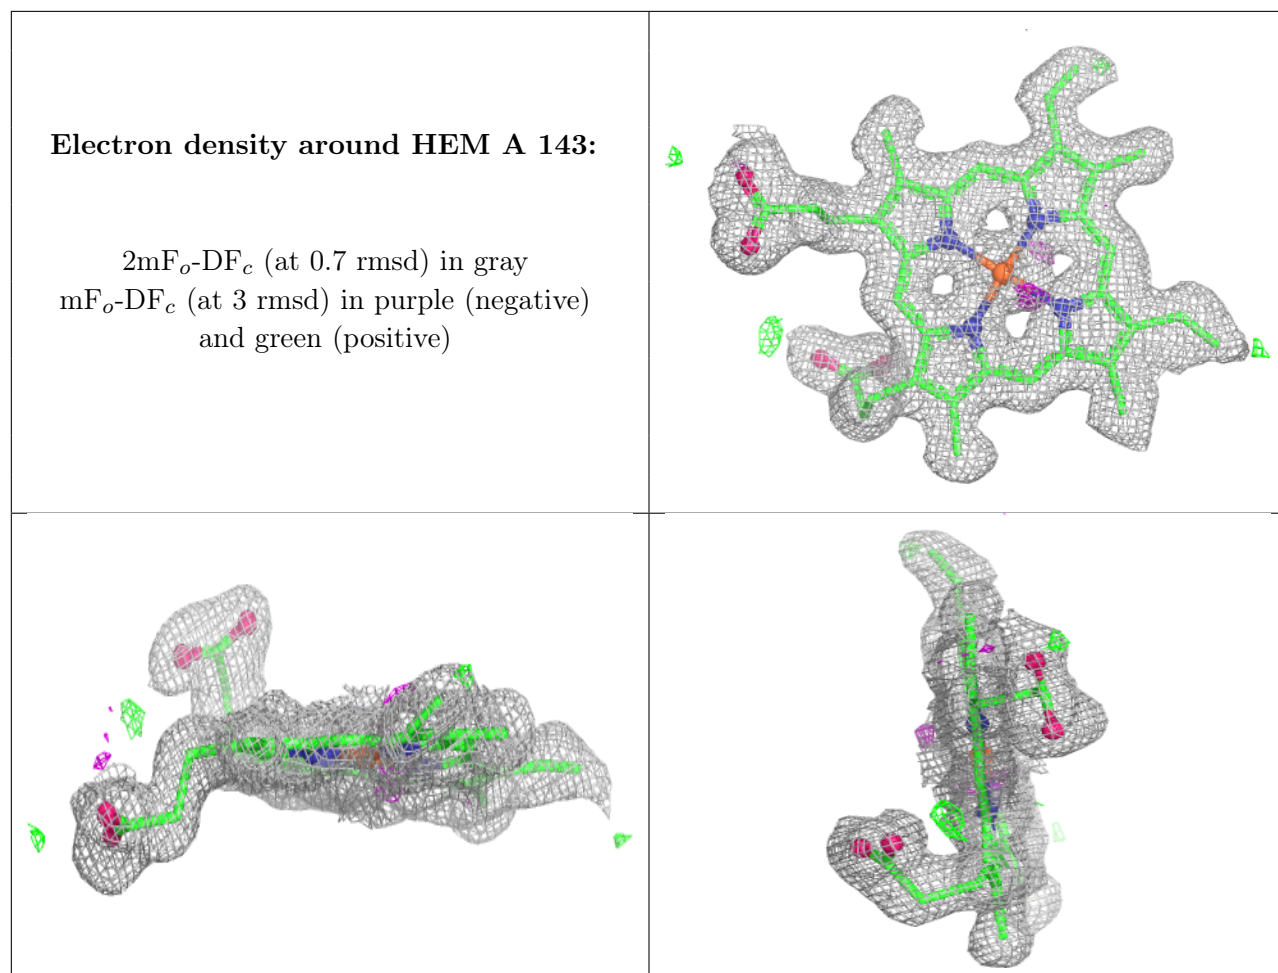 Electron density around HEM A 143:
2mFo-DFc (at 0.7 rmsd) in gray
mFo-DFc (at 3 rmsd) in purple (negative)
and green (positive)